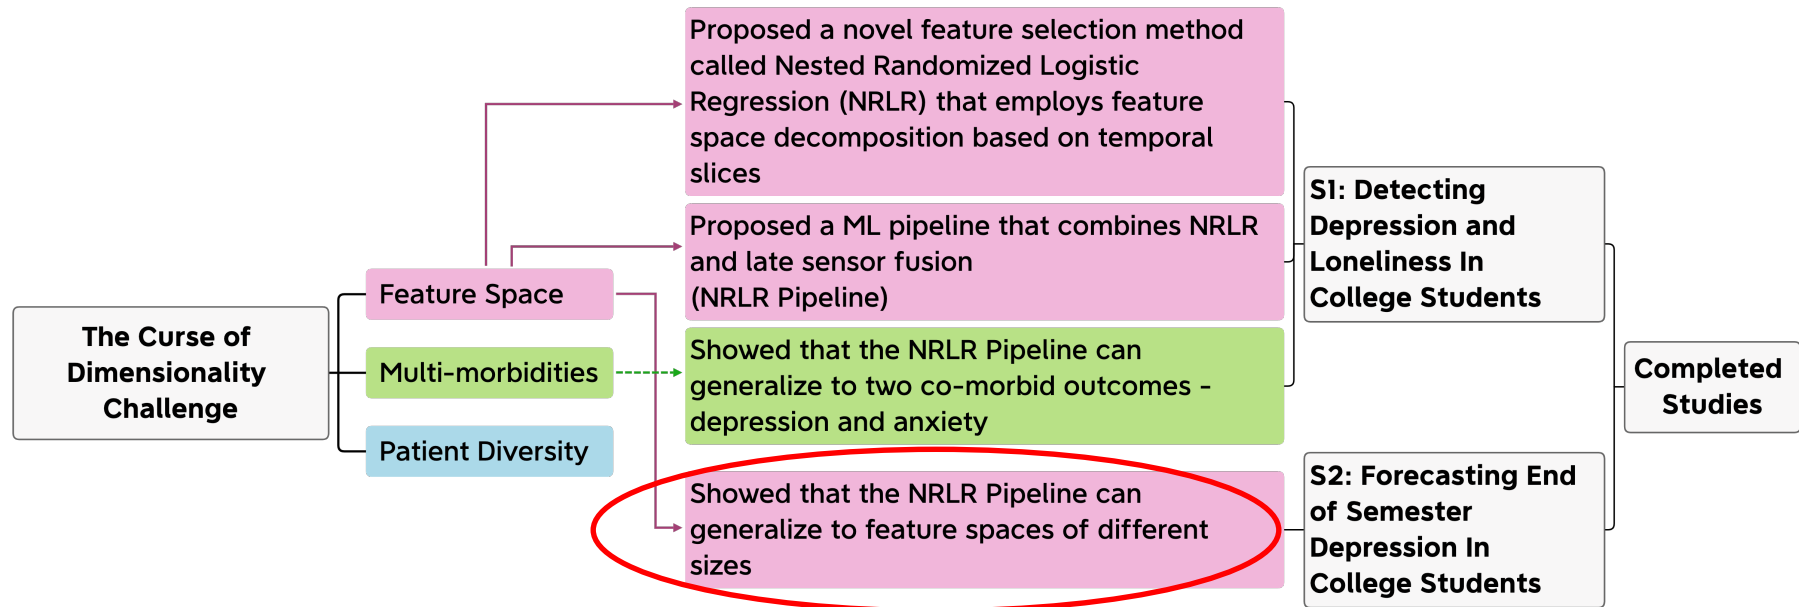 The Curse of
Dimensionality
Challenge
Feature Space
Multi-morbidities
Patient Diversity
Proposed a novel feature selection method
called Nested Randomized Logistic
Regression (NRLR) that employs feature
space decomposition based on temporal
slices
Proposed a ML pipeline that combines NRLR
and late sensor fusion
(NRLR Pipeline)
Showed that the NRLR Pipeline can
generalize to two co-morbid outcomes -
depression and anxiety
Showed that the NRLR Pipeline can
generalize to feature spaces of different
sizes
S1: Detecting
Depression and
Loneliness In
College Students
S2: Forecasting End
of Semester
Depression In
College Students
Completed
Studies